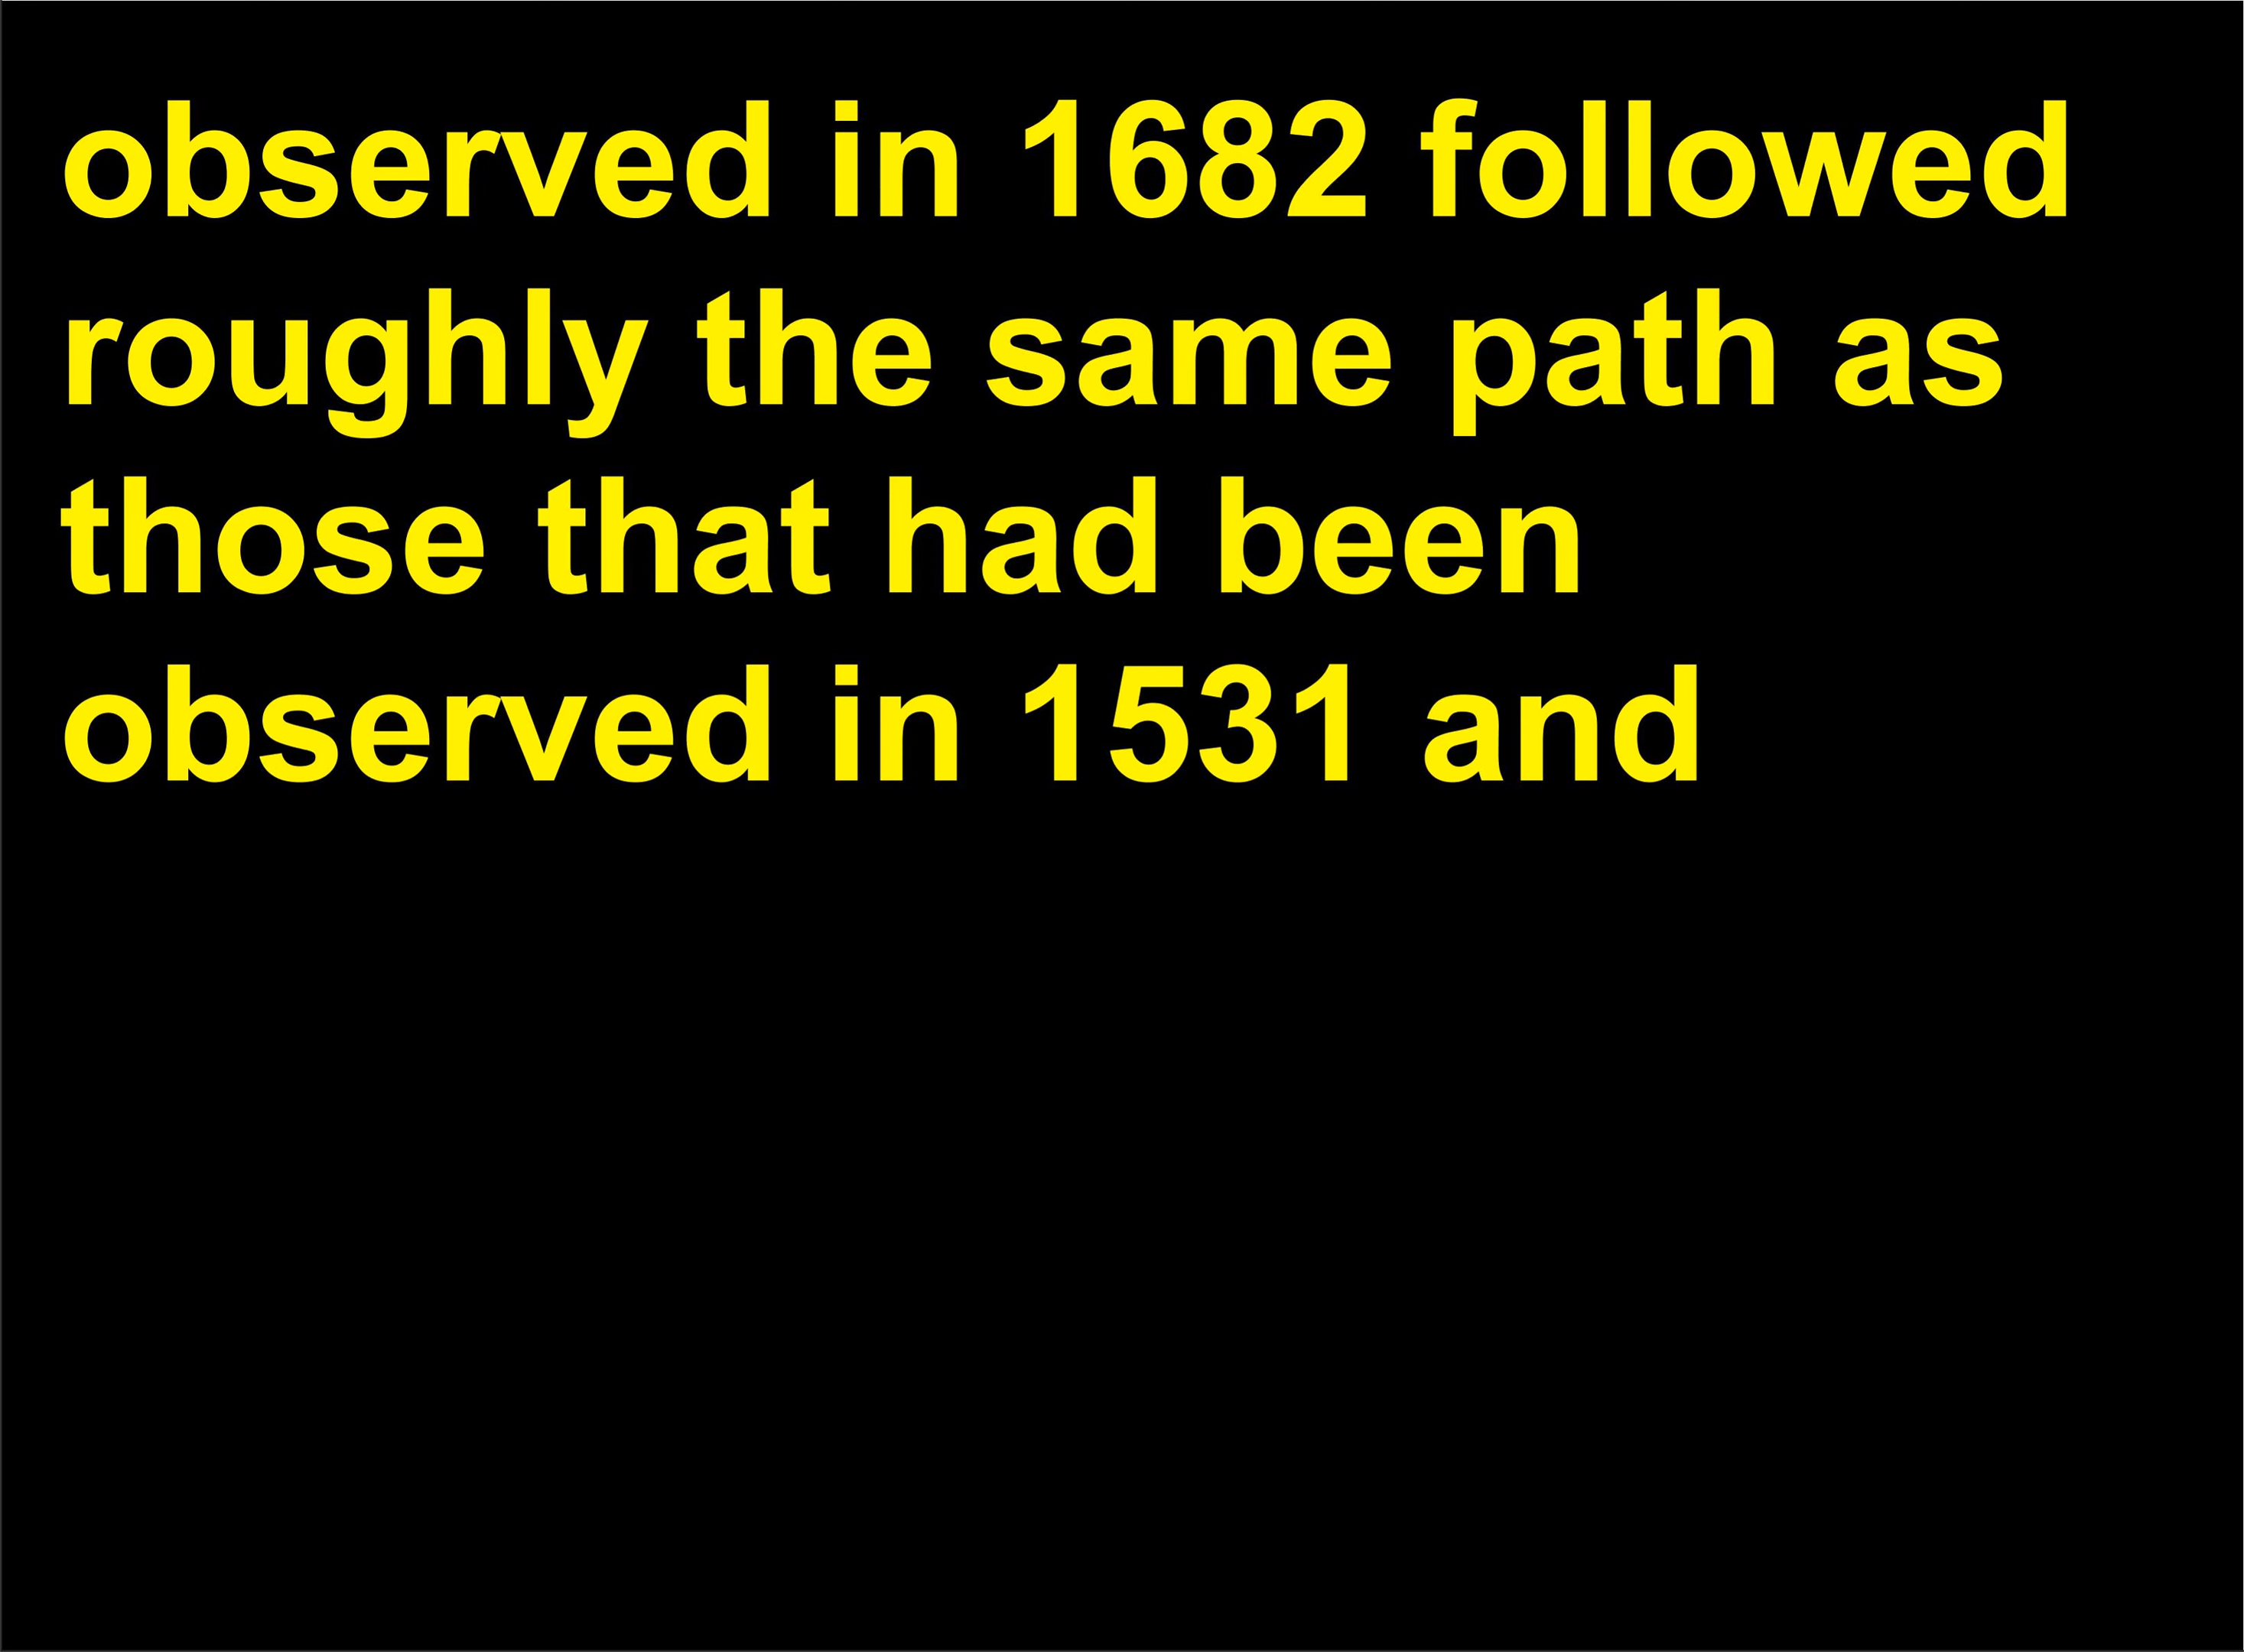 observed in 1682 followed
roughly the same path as
those that had been
observed in 1531 and